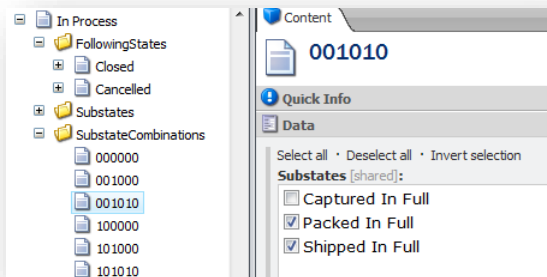 In Process
FollowingStates
Closed
Cancelled
Substates
SubstateCombinations
000000
001000
001010
100000
101000
101010
Content
001010
Quick Info
Data
Select all · Deselect all · Invert selection
Substates [shared]:
Captured In Full
Packed In Full
Shipped In Full